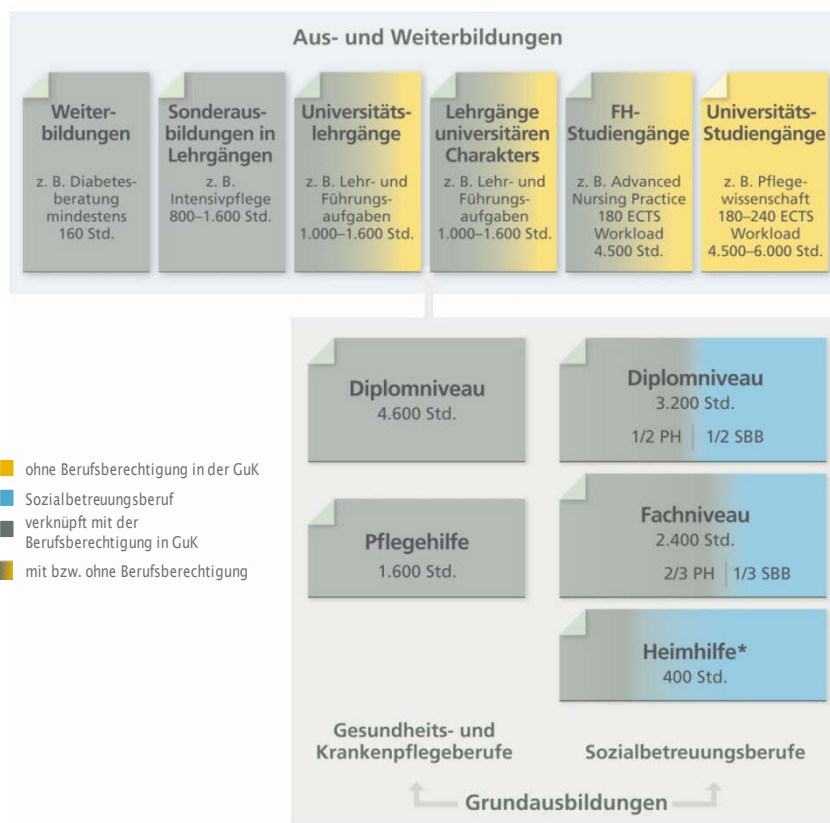 Aus- und Weiterbildungen
Weiter-
bildungen
z. B. Diabetes-
beratung
mindestens
160 Std.
Sonderaus-
bildungen in
Lehrgängen
z. B.
Intensivpflege
800–1.600 Std.
Universitäts-
lehrgänge
z. B. Lehr- und
Führungs-
aufgaben
1.000–1.600 Std.
Lehrgänge
universitären
Charakters
z. B. Lehr- und
Führungs-
aufgaben
1.000–1.600 Std.
FH-
Studiengänge
z. B. Advanced
Nursing Practice
180 ECTS
Workload
4.500 Std.
Universitäts-
Studiengänge
z. B. Pflege-
wissenschaft
180–240 ECTS
Workload
4.500–6.000 Std.
Diplomniveau
4.600 Std.
Diplomniveau
3.200 Std.
1/2 PH | 1/2 SBB
ohne Berufsberechtigung in der GuK
Sozialbetreuungsberuf
verknüpft mit der
Berufsberechtigung in GuK
mit bzw. ohne Berufsberechtigung
Pflegehilfe
1.600 Std.
Fachniveau
2.400 Std.
2/3 PH | 1/3 SBB
Heimhilfe*
400 Std.
Gesundheits- und
Krankenpflegeberufe
Sozialbetreuungsberufe
Grundausbildungen